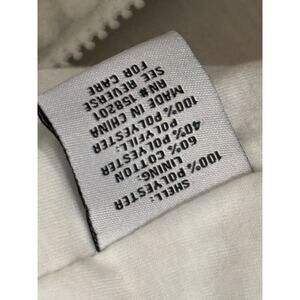 SHELL:
100% POLYESTER
LINING:
60% COTTON
40% POLYESTER
POLYFILL:
100% POLYESTER
MADE IN CHINA
RN# 158201
SEE REVERSE
FOR CARE